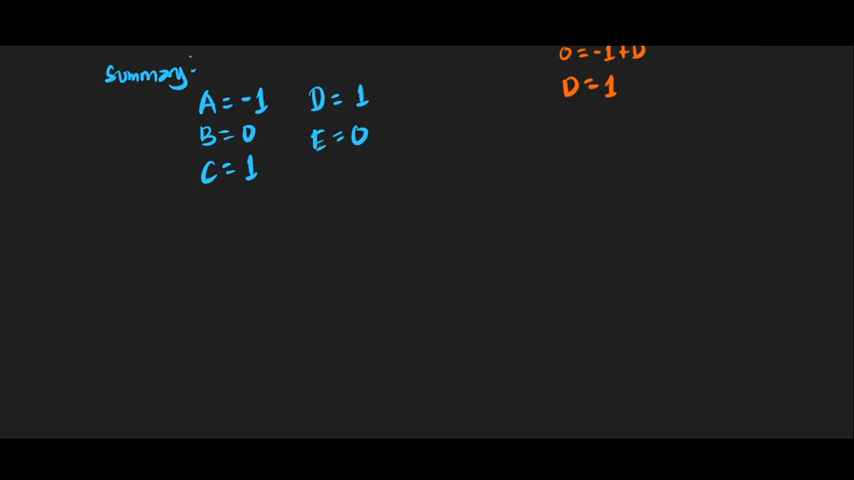 Summary:
A = -1 D = 1
B = 0 E = 0
C = 1
0 = -1 + D
D = 1